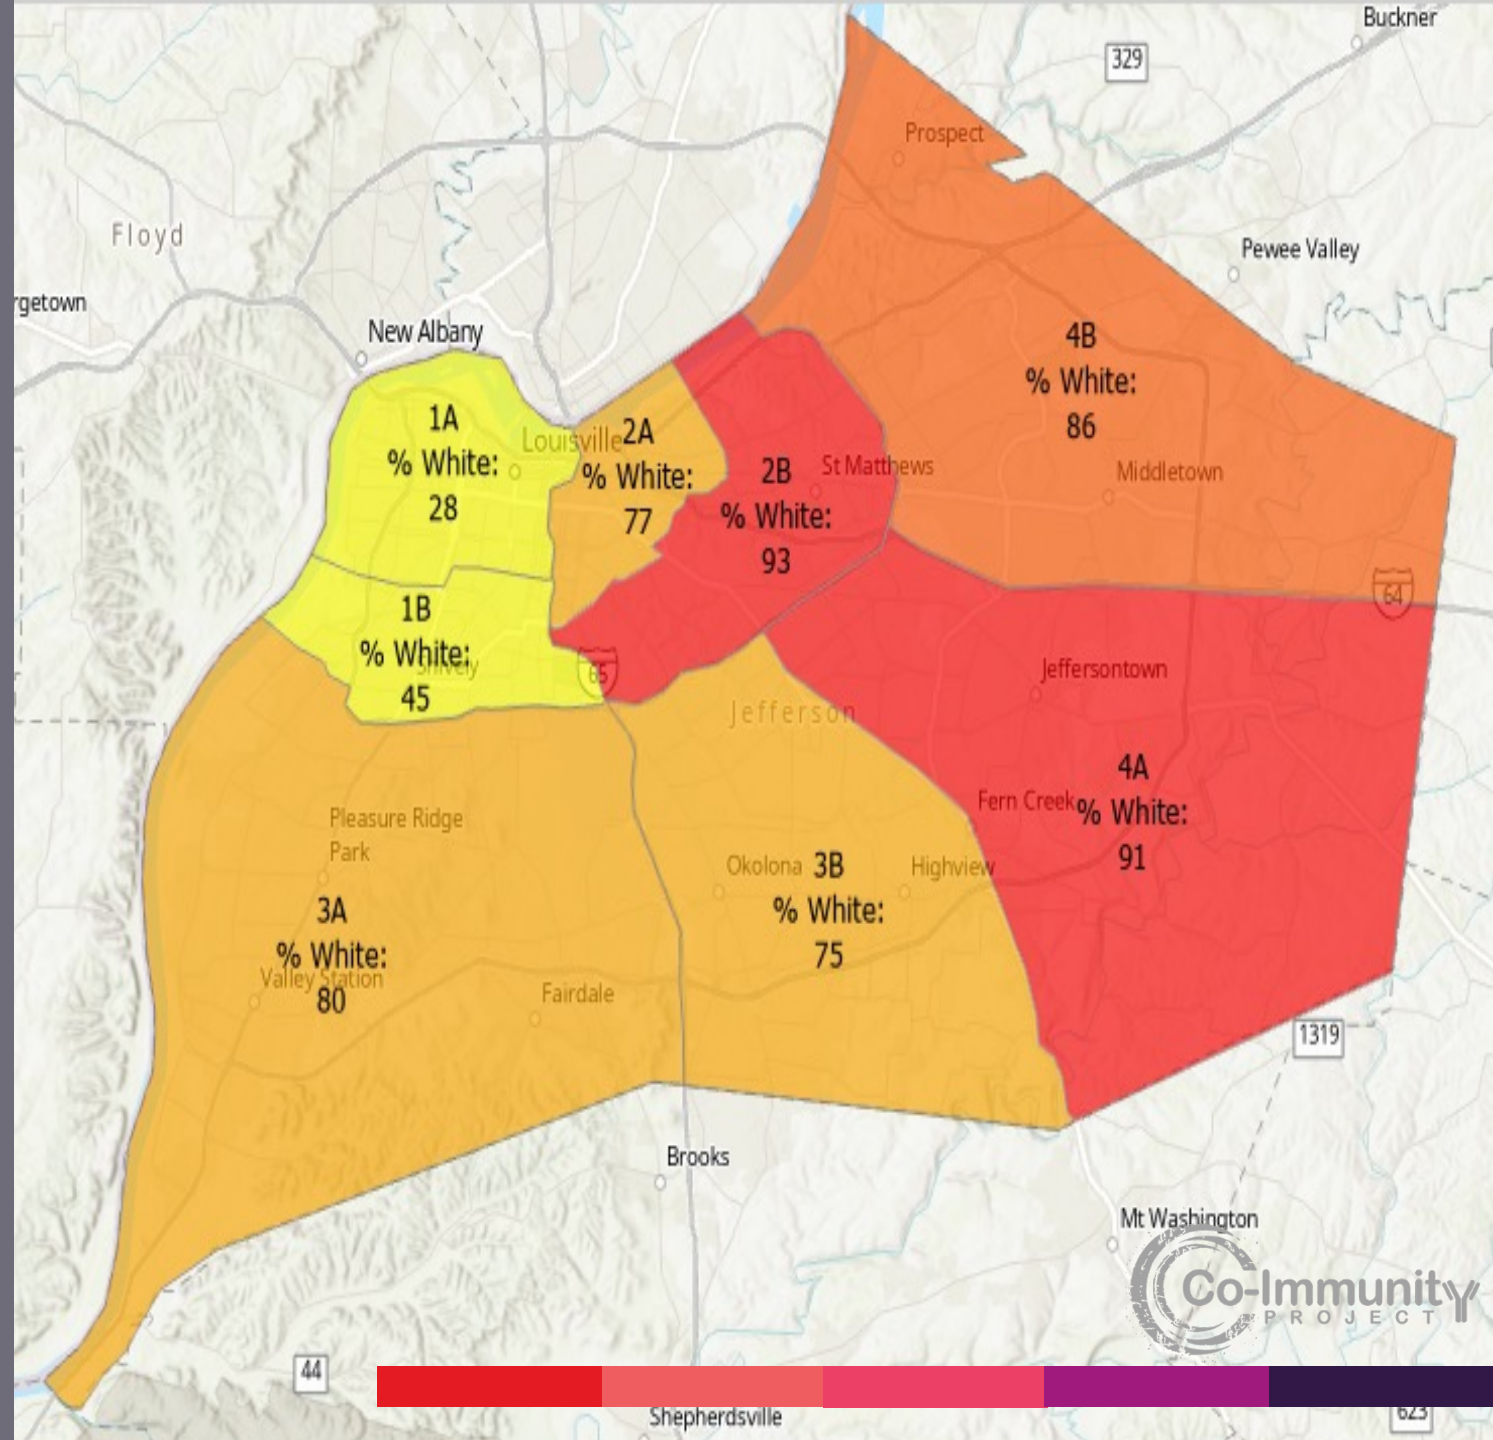 Buckner
329
Prospect
Floyd
Pewee Valley
rgetown
New Albany
4B
% White:
86
1A
% White:
28
Louisville
2A
% White:
77
2B
% White:
93
St Matthews
Middletown
64
1B
% White:
45
Shively
65
Jeffersontown
Jefferson
4A
% White:
91
Fern Creek
Pleasure Ridge
Park
Okolona
3B
% White:
75
Highview
3A
% White:
80
Valley Station
Fairdale
1319
Brooks
Mt Washington
Co-Immunity
PROJECT
44
Shepherdsville
623